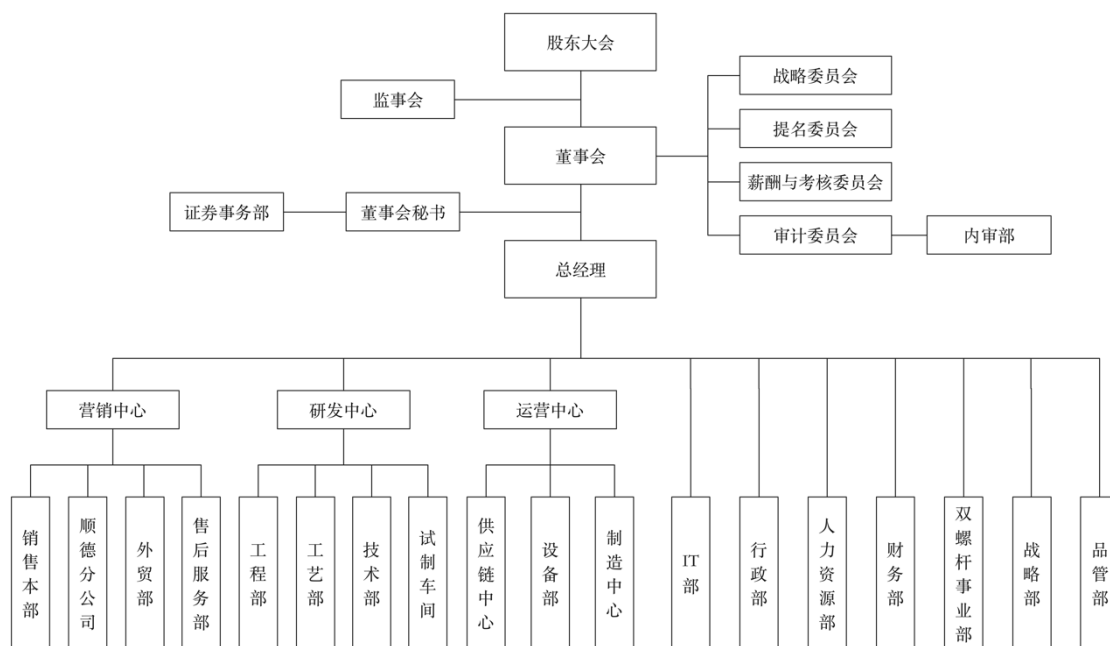 股东大会
监事会
战略委员会
提名委员会
董事会
薪酬与考核委员会
证券事务部
董事会秘书
审计委员会
内审部
总经理
营销中心
研发中心
运营中心
销售本部
顺德分公司
外贸部
售后服务部
工程部
工艺部
技术部
试制车间
供应链中心
设备部
制造中心
IT部
行政部
人力资源部
财务部
双螺杆事业部
战略部
品管部